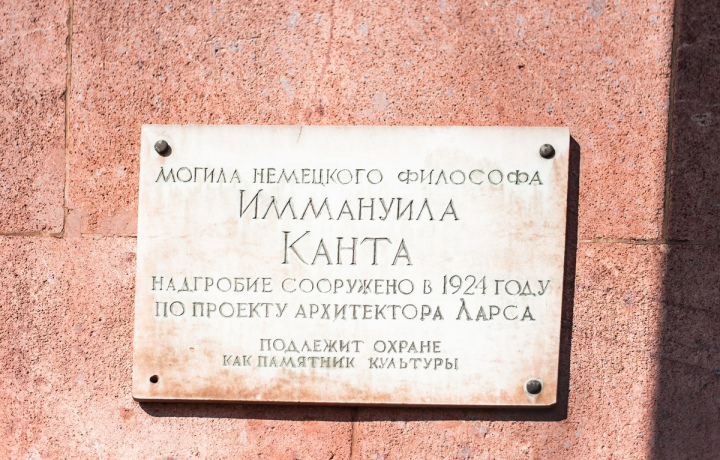 МОГИЛА НЕМЕЦКОГО ФИЛОСОФА
ИММАНУИЛА
КАНТА
НАДГРОБИЕ СООРУЖЕНО В 1924 ГОДУ
ПО ПРОЕКТУ АРХИТЕКТОРА ЛАРСА
ПОДЛЕЖИТ ОХРАНЕ
КАК ПАМЯТНИК КУЛЬТУРЫ